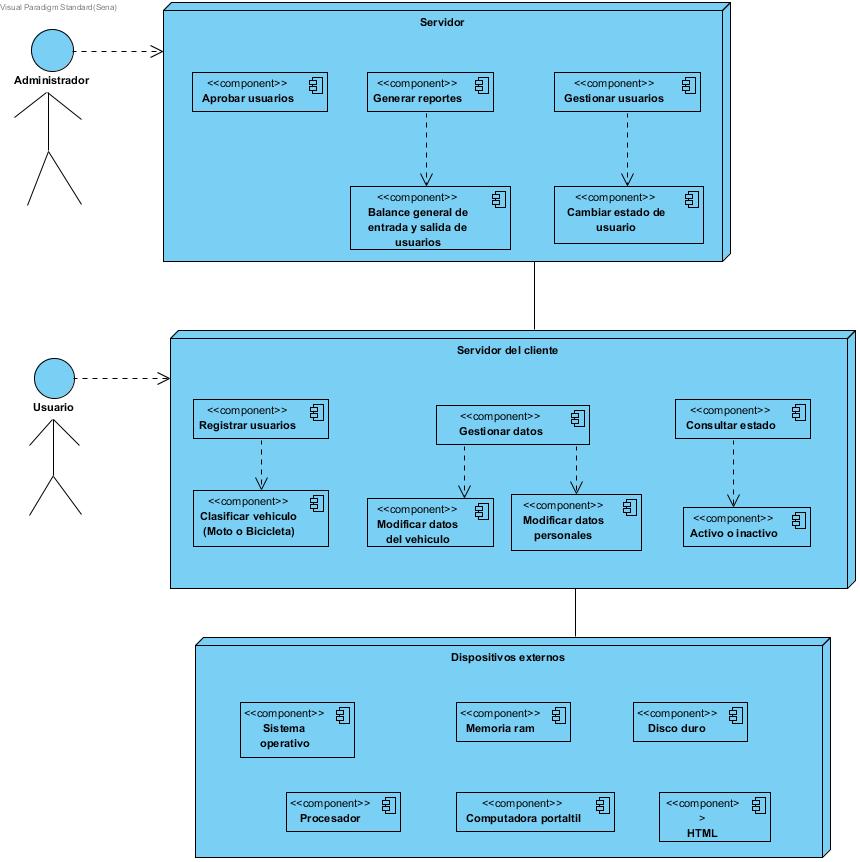 Visual Paradigm Standard(Sena)
Servidor
Administrador
<<component>>
Aprobar usuarios
<<component>>
Generar reportes
<<component>>
Gestionar usuarios
<<component>>
Balance general de
entrada y salida de
usuarios
<<component>>
Cambiar estado de
usuario
Servidor del cliente
Usuario
<<component>>
Registrar usuarios
<<component>>
Gestionar datos
<<component>>
Consultar estado
<<component>>
Clasificar vehiculo
(Moto o Bicicleta)
<<component>>
Modificar datos
del vehiculo
<<component>>
Modificar datos
personales
<<component>>
Activo o inactivo
Dispositivos externos
<<component>>
Sistema
operativo
<<component>>
Memoria ram
<<component>>
Disco duro
<<component>>
Procesador
<<component>>
Computadora portaltil
<<component>
>
HTML